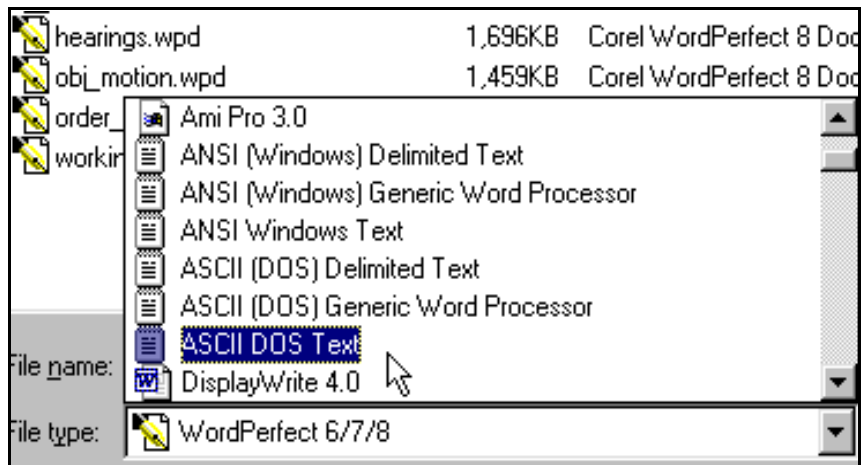 hearings.wpd 1,696KB Corel WordPerfect 8 Doc
obj_motion.wpd 1,459KB Corel WordPerfect 8 Doc
order_
workin
Ami Pro 3.0
ANSI (Windows) Delimited Text
ANSI (Windows) Generic Word Processor
ANSI Windows Text
ASCII (DOS) Delimited Text
ASCII (DOS) Generic Word Processor
ASCII DOS Text
DisplayWrite 4.0
File name:
File type: WordPerfect 6/7/8